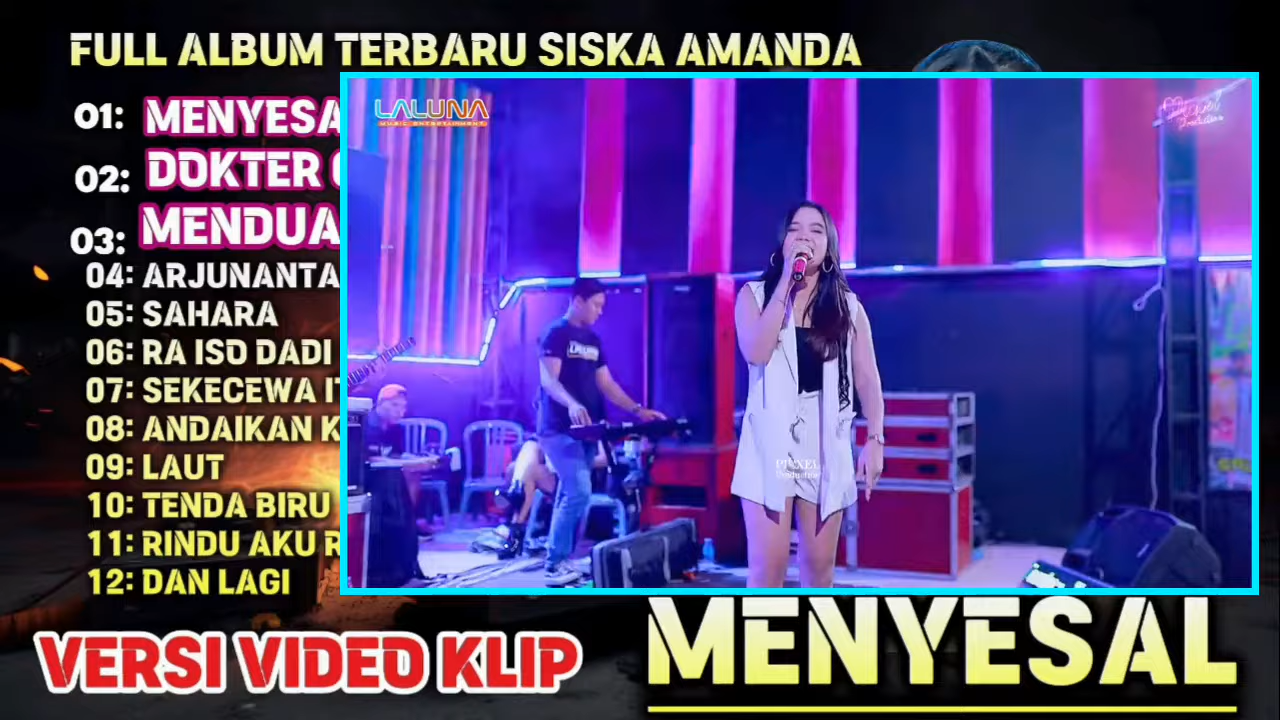 FULL ALBUM TERBARU SISKA AMANDA
01: MENYESA
02: DOKTER
03: MENDUA
04: ARJUNANTA
05: SAHARA
06: RA ISO DADI
07: SEKECEWA IT
08: ANDAIKAN K
09: LAUT
10: TENDA BIRU
11: RINDU AKU R
12: DAN LAGI
LALUNA
MUSIC ENTERTAINMENT
VERSI VIDEO KLIP
MENYESAL